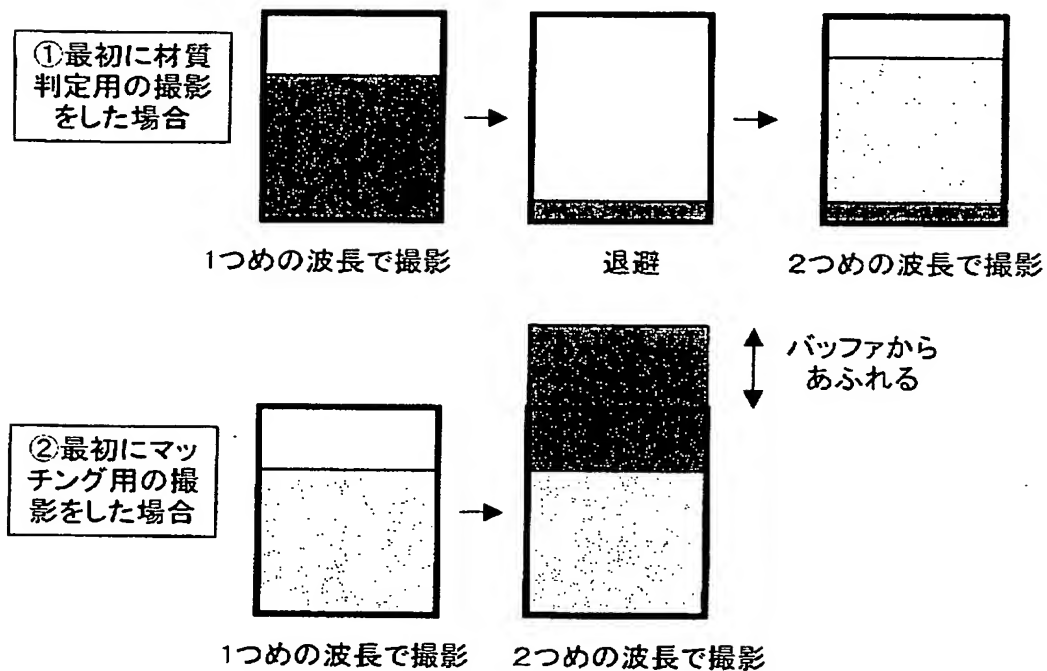 ①最初に材質
判定用の撮影
をした場合
1つめの波長で撮影
退避
2つめの波長で撮影
バッファから
あふれる
②最初にマッ
チング用の撮
影をした場合
1つめの波長で撮影
2つめの波長で撮影